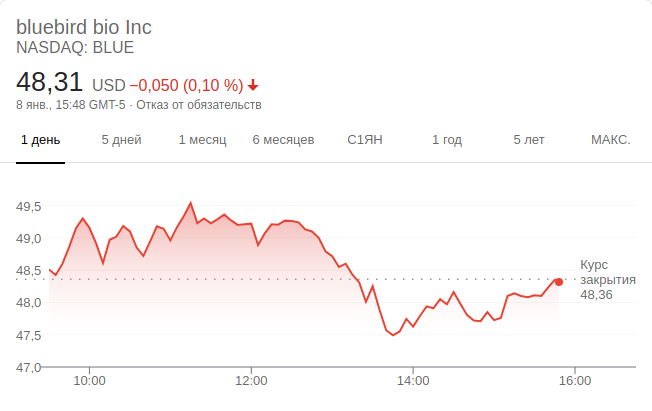 bluebird bio Inc
NASDAQ: BLUE
48,31 USD −0,050 (0,10 %)
8 янв., 15:48 GMT-5 · Отказ от обязательств
1 день 5 дней 1 месяц 6 месяцев С1ЯН 1 год 5 лет МАКС.
49,5
49,0
48,5
48,0
47,5
47,0
Курс
закрытия
48,36
10:00 12:00 14:00 16:00